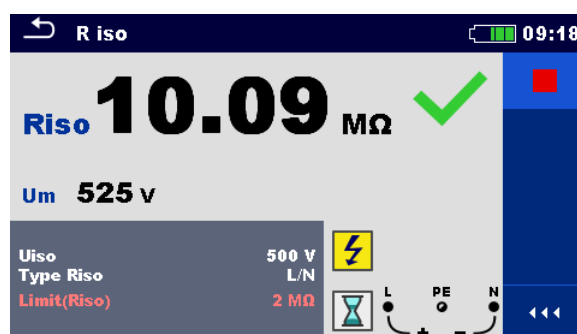 R iso 09:18
Riso 10.09 MΩ
Um 525 V
Uiso 500 V
Type Riso L/N
Limit(Riso) 2 MΩ
L PE N
+ −